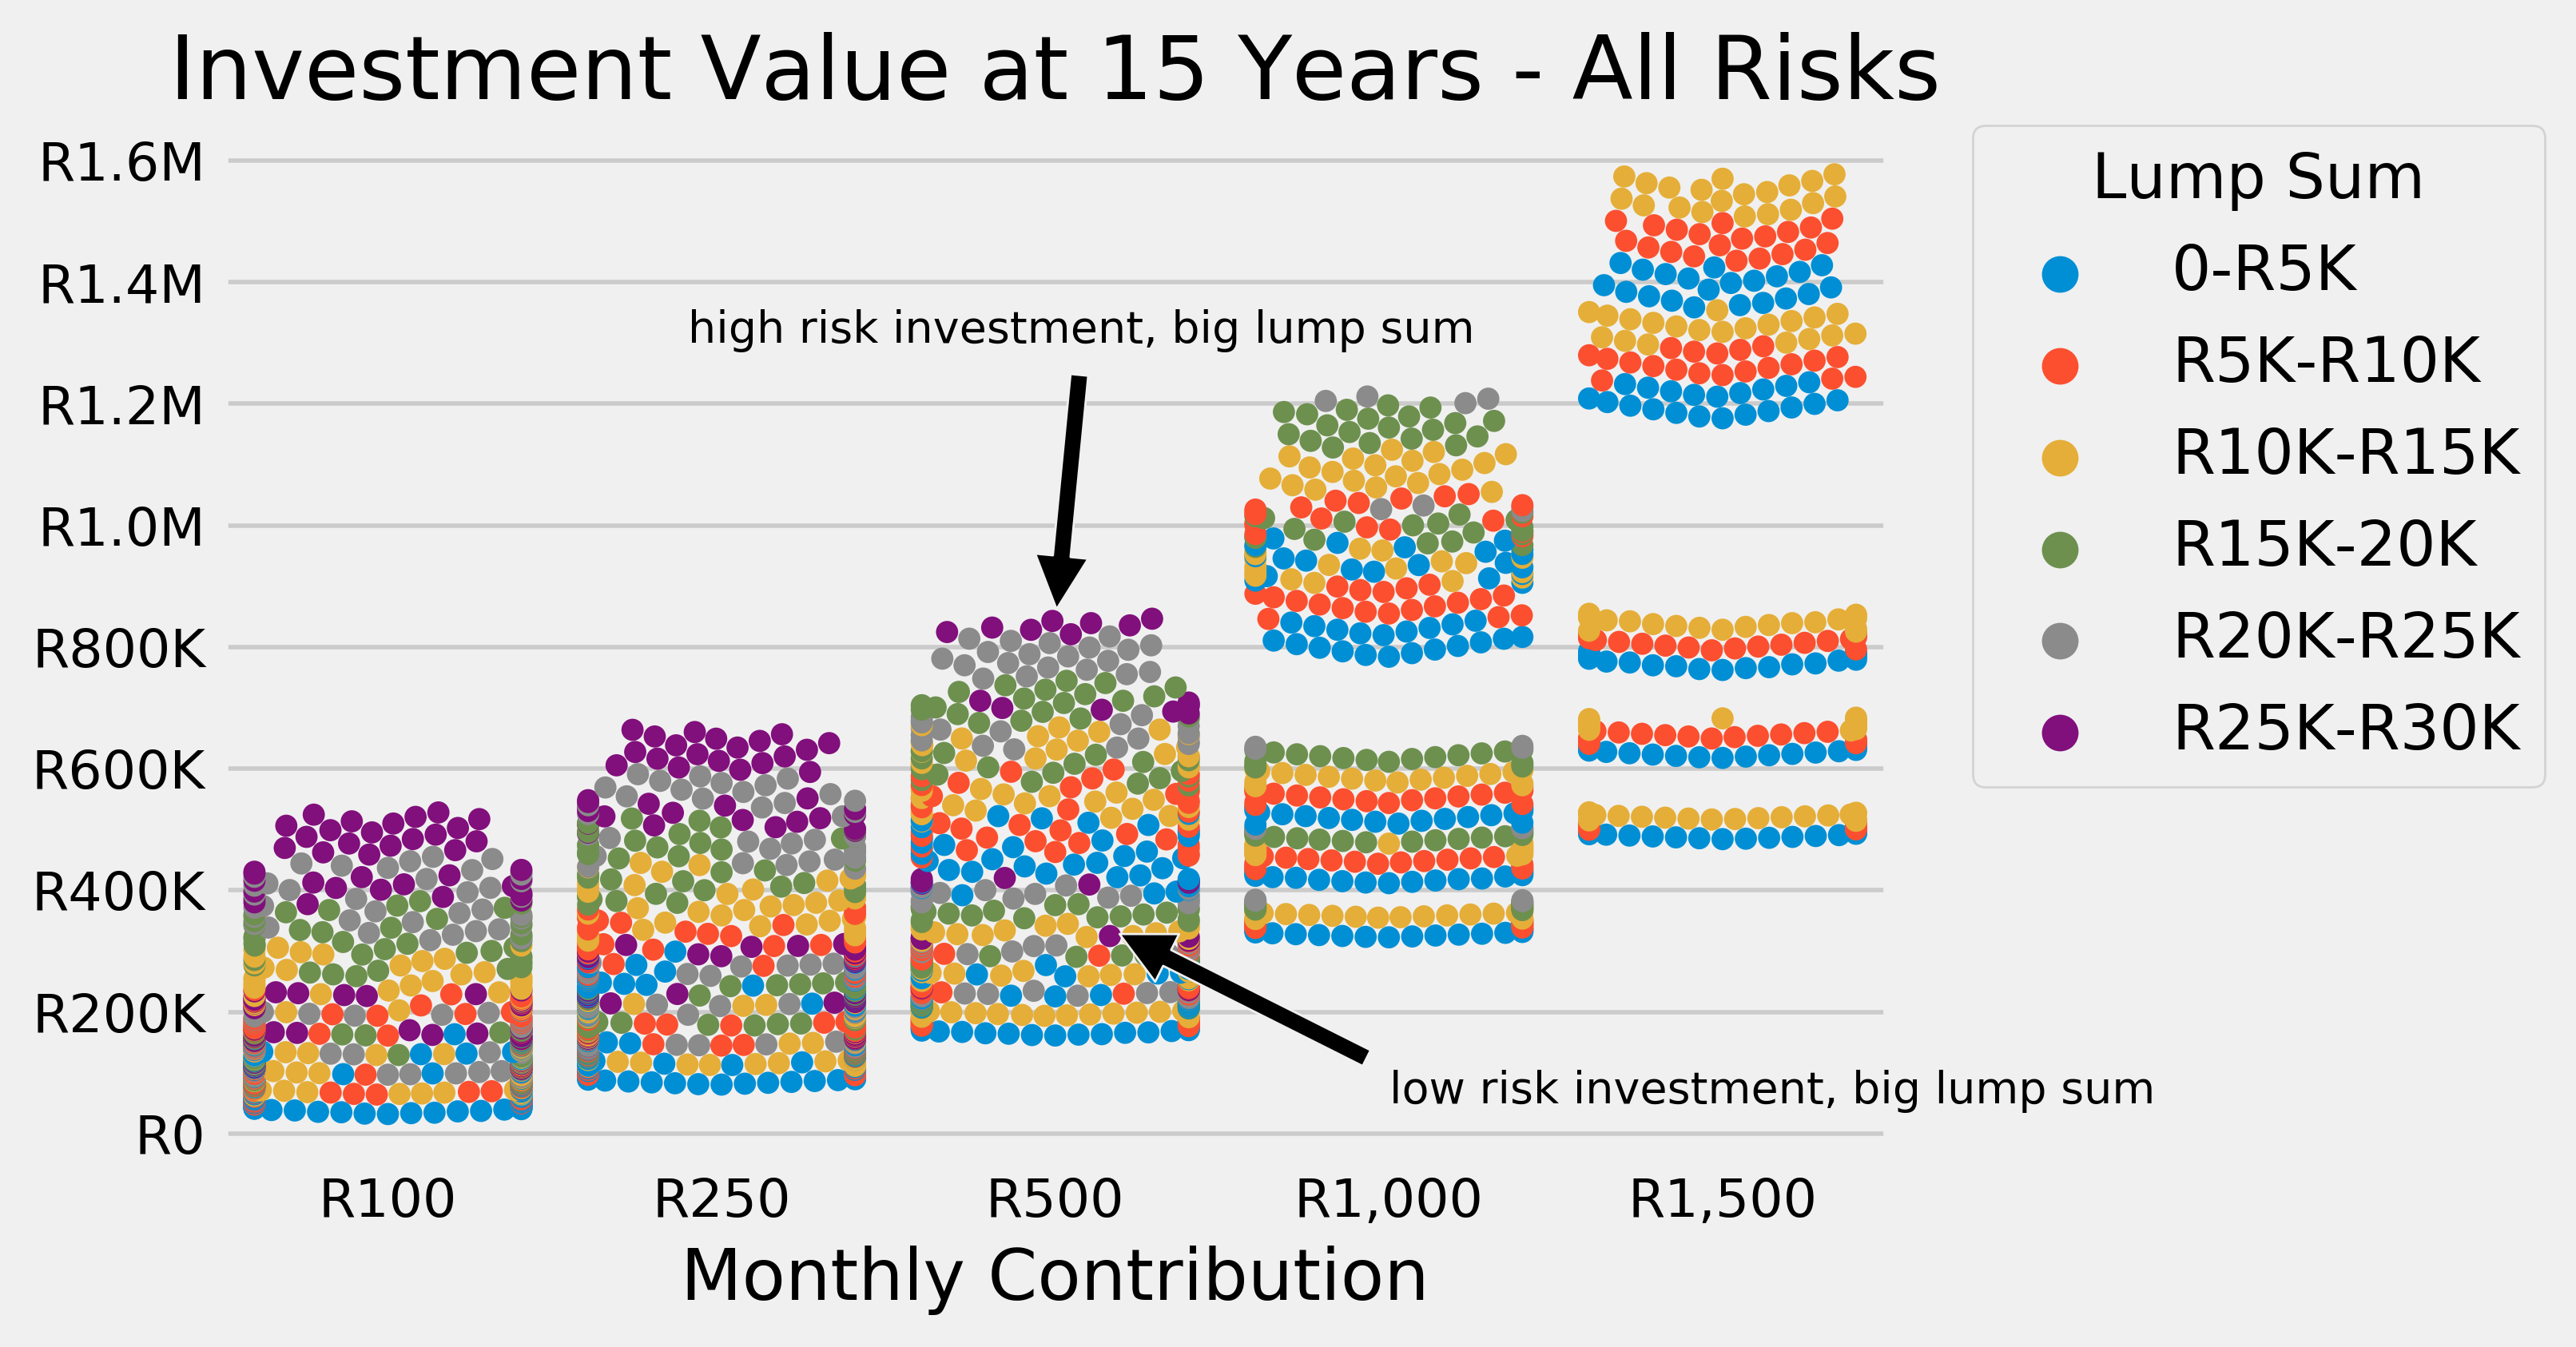 Investment Value at 15 Years - All Risks
R1.6M
R1.4M
R1.2M
R1.0M
R800K
R600K
R400K
R200K
R0
high risk investment, big lump sum
low risk investment, big lump sum
R100
R250
R500
R1,000
R1,500
Monthly Contribution
Lump Sum
0-R5K
R5K-R10K
R10K-R15K
R15K-20K
R20K-R25K
R25K-R30K